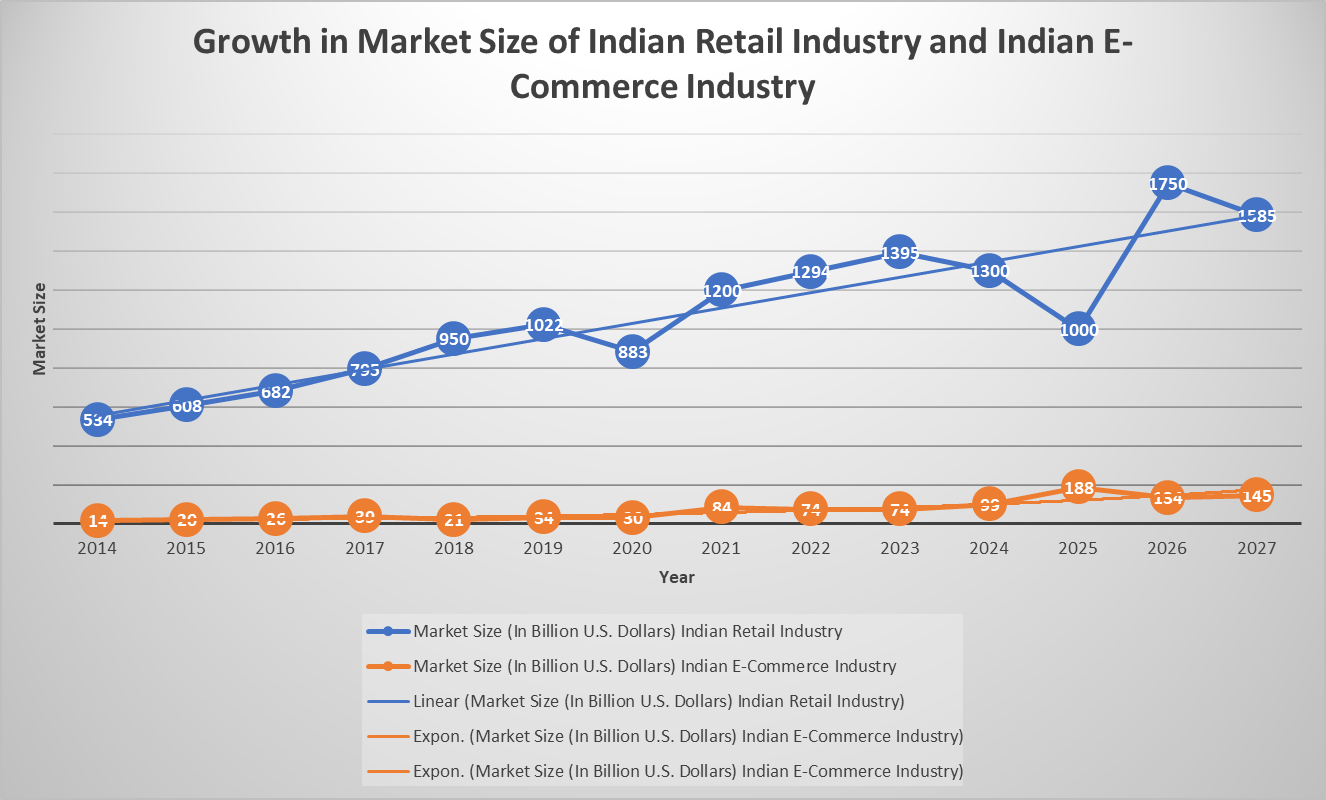 Growth in Market Size of Indian Retail Industry and Indian E-
Commerce Industry
Market Size
1750
1585
1395
1294
1300
1200
1022
1000
950
883
795
682
608
534
188
154
145
14
20
26
39
21
34
30
84
74
74
99
2014 2015 2016 2017 2018 2019 2020 2021 2022 2023 2024 2025 2026 2027
Year
Market Size (In Billion U.S. Dollars) Indian Retail Industry
Market Size (In Billion U.S. Dollars) Indian E-Commerce Industry
Linear (Market Size (In Billion U.S. Dollars) Indian Retail Industry)
Expon. (Market Size (In Billion U.S. Dollars) Indian E-Commerce Industry)
Expon. (Market Size (In Billion U.S. Dollars) Indian E-Commerce Industry)